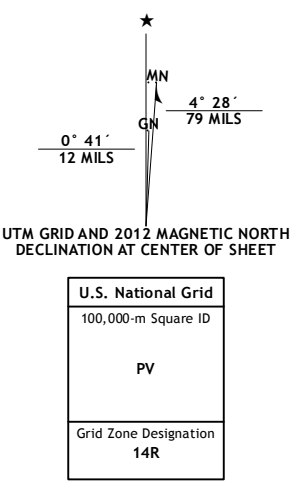 ★
MN
4° 28´
79 MILS
GN
0° 41´
12 MILS
UTM GRID AND 2012 MAGNETIC NORTH
DECLINATION AT CENTER OF SHEET
U.S. National Grid
100,000-m Square ID
PV
Grid Zone Designation
14R